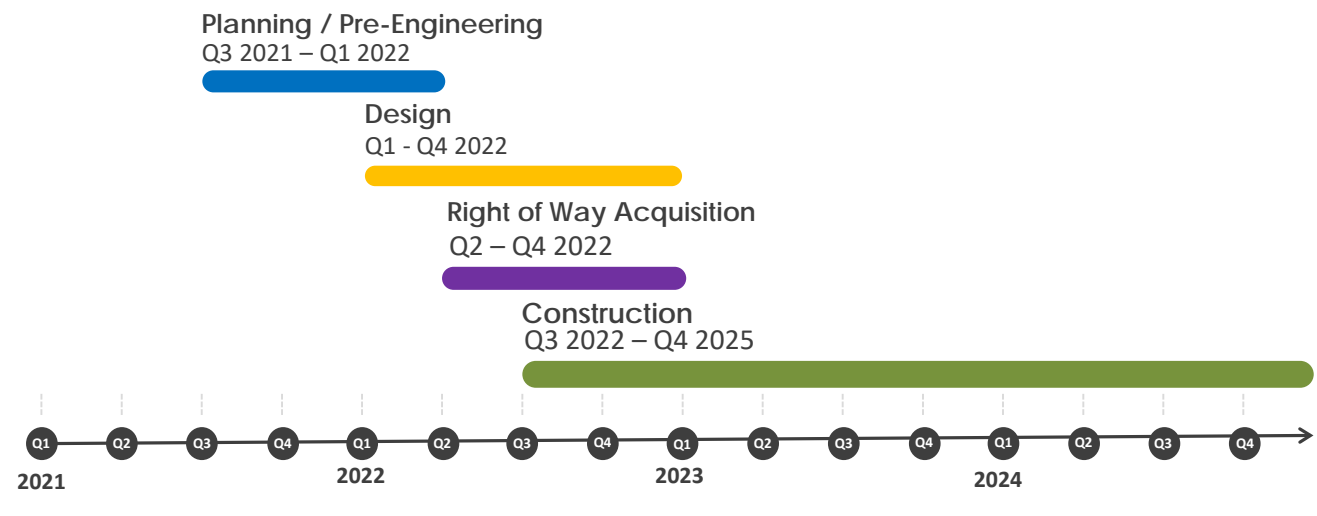 Planning / Pre-Engineering
Q3 2021 – Q1 2022
Design
Q1 - Q4 2022
Right of Way Acquisition
Q2 – Q4 2022
Construction
Q3 2022 – Q4 2025
Q1 Q2 Q3 Q4 Q1 Q2 Q3 Q4 Q1 Q2 Q3 Q4 Q1 Q2 Q3 Q4
2021 2022 2023 2024